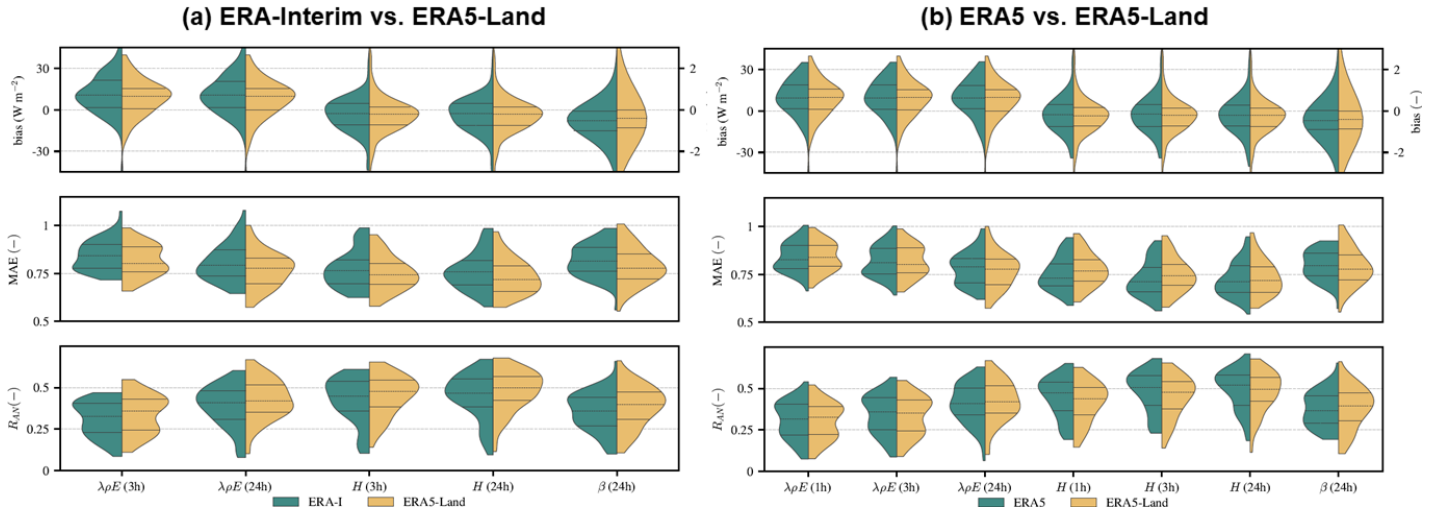 (a) ERA-Interim vs. ERA5-Land
30
0
-30
bias (W m⁻²)
2
0
-2
1
0.75
0.5
MAE (−)
0.5
0.25
0
R_AN(−)
λρE (3h)
λρE (24h)
H (3h)
H (24h)
β (24h)
ERA-I
ERA5-Land
(b) ERA5 vs. ERA5-Land
30
0
-30
bias (W m⁻²)
2
0
-2
bias (−)
1
0.75
0.5
MAE (−)
0.5
0.25
0
R_AN(−)
λρE (1h)
λρE (3h)
λρE (24h)
H (1h)
H (3h)
H (24h)
β (24h)
ERA5
ERA5-Land